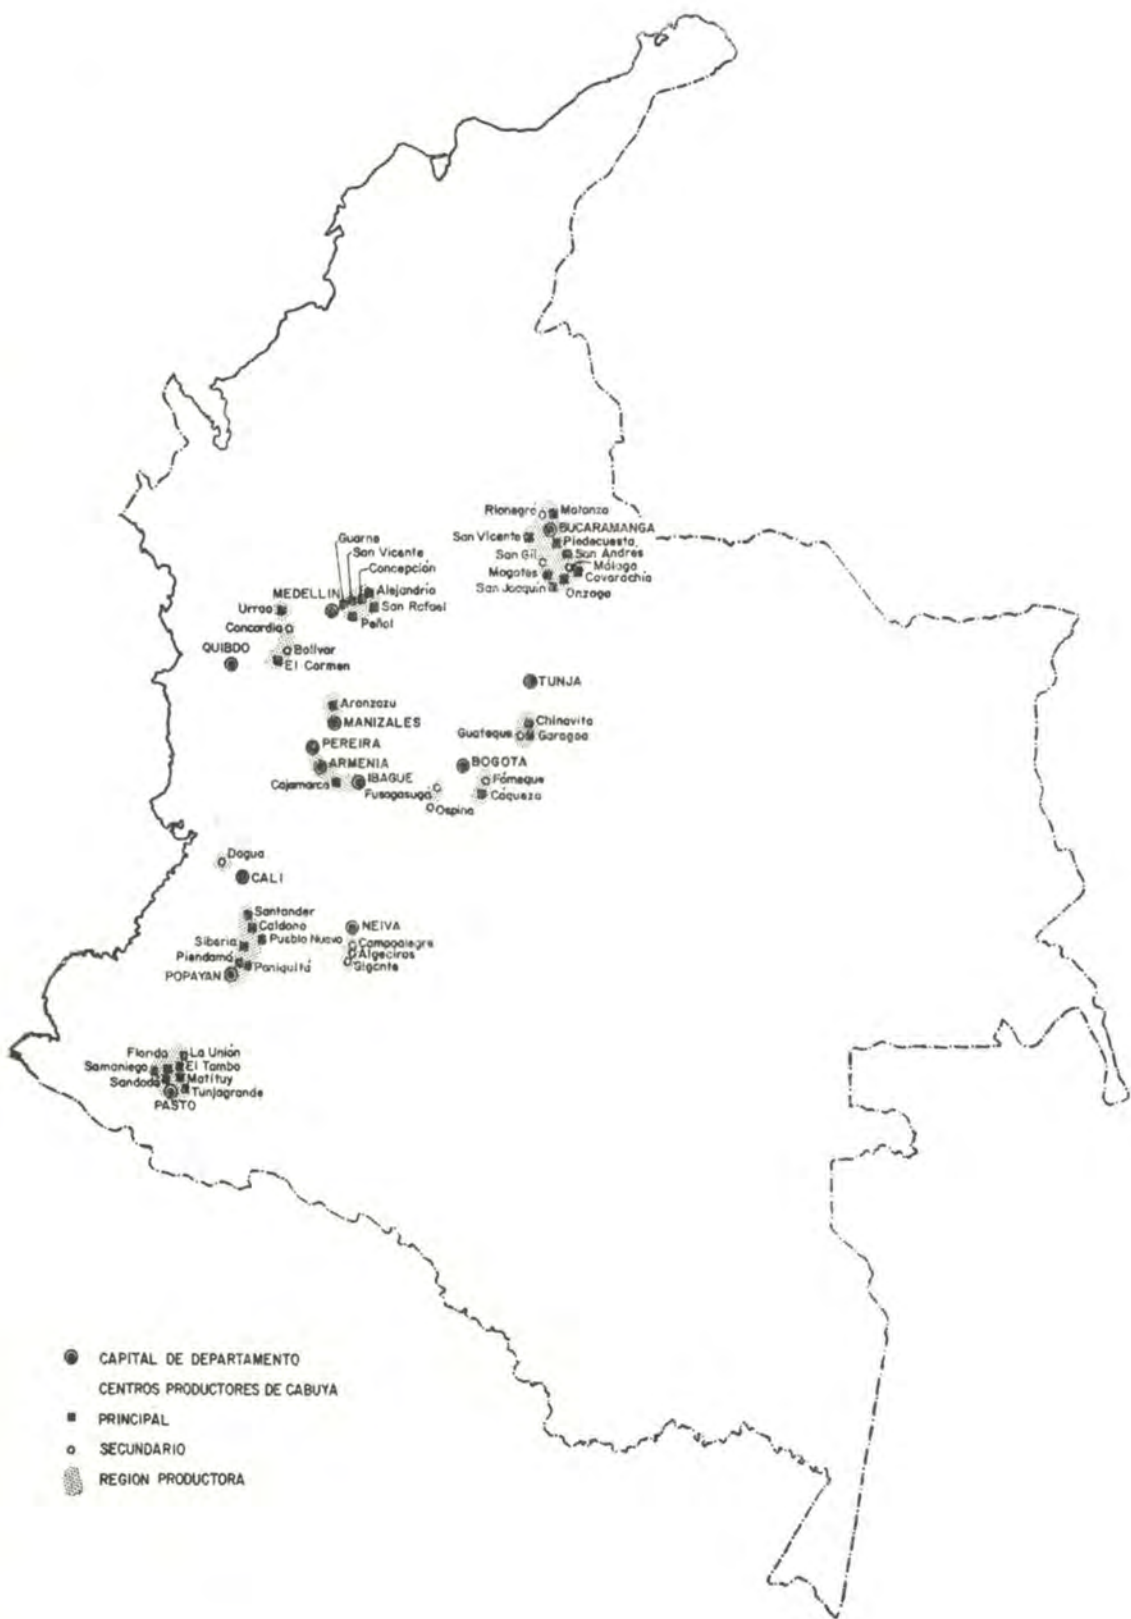 Rionegro
Matanza
BUCARAMANGA
San Vicente
Piedecuesta
San Gil
San Andres
Málaga
Mogotes
Covarachia
San Joaquin
Onzaga
Guarne
San Vicente
Concepción
MEDELLIN
Alejandria
San Rafael
Urrao
Peñol
Concordia
QUIBDO
Bolívar
El Carmen
TUNJA
Aranzazu
MANIZALES
Chinavita
Guateque
Garagoa
PEREIRA
ARMENIA
BOGOTA
IBAGUE
Cajamarca
Fómeque
Fusagasuga
Cáqueza
Ospina
Dagua
CALI
Santander
Caldono
NEIVA
Pueblo Nuevo
Siberia
Campoalegre
Algeciras
Piendamó
Paniquitá
Gigante
POPAYAN
Florida
La Unión
Samaniego
El Tambo
Sandoná
Matituy
Tunjagrande
PASTO
CAPITAL DE DEPARTAMENTO
CENTROS PRODUCTORES DE CABUYA
PRINCIPAL
SECUNDARIO
REGION PRODUCTORA